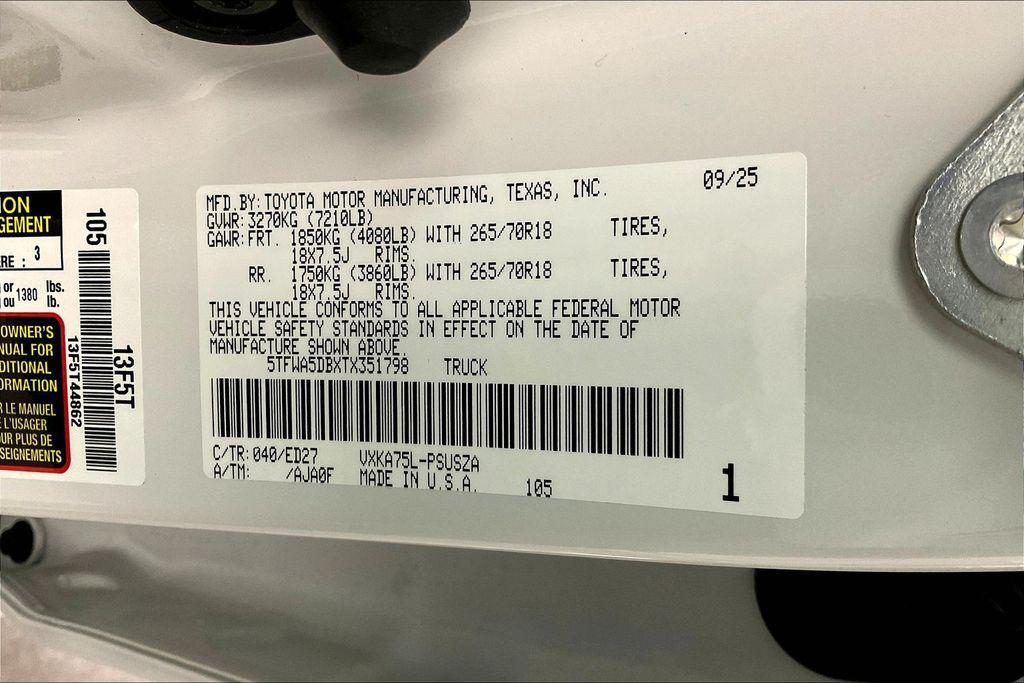 ION
GEMENT
ERE : 3
or
ou 1380 lbs.
lb.
OWNER'S
NUAL FOR
DITIONAL
ORMATION
R LE MANUEL
E L'USAGER
UR PLUS DE
SEIGNEMENTS
105
13F5T
13F5T44862
MFD.BY:TOYOTA MOTOR MANUFACTURING, TEXAS, INC. 09/25
GVWR:3270KG (7210LB)
GAWR:FRT. 1850KG (4080LB) WITH 265/70R18 TIRES,
18X7.5J RIMS.
RR. 1750KG (3860LB) WITH 265/70R18 TIRES,
18X7.5J RIMS.
THIS VEHICLE CONFORMS TO ALL APPLICABLE FEDERAL MOTOR
VEHICLE SAFETY STANDARDS IN EFFECT ON THE DATE OF
MANUFACTURE SHOWN ABOVE.
5TFWA5DBXTX351798 TRUCK
C/TR:040/ED27 VXKA75L-PSUSZA
A/TM: /AJA0F MADE IN U.S.A. 105
1